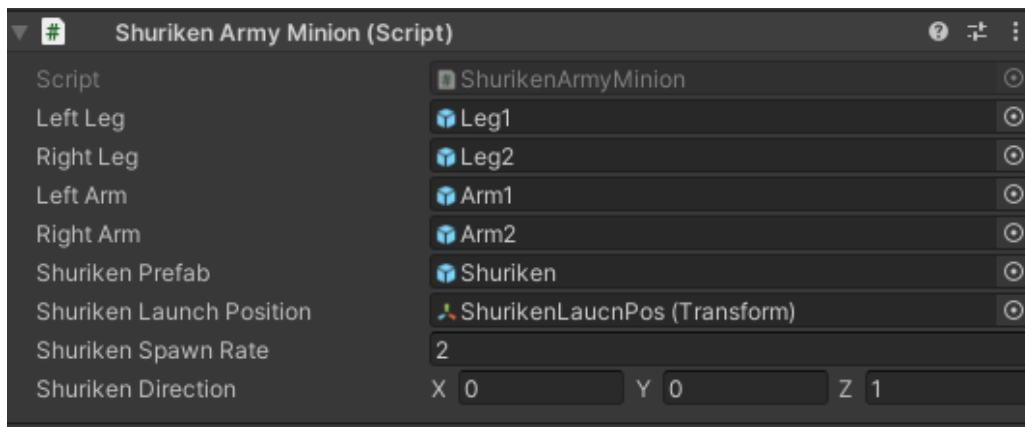 # Shuriken Army Minion (Script)
Script # ShurikenArmyMinion
Left Leg Leg1
Right Leg Leg2
Left Arm Arm1
Right Arm Arm2
Shuriken Prefab Shuriken
Shuriken Launch Position ShurikenLaucnPos (Transform)
Shuriken Spawn Rate 2
Shuriken Direction X 0 Y 0 Z 1